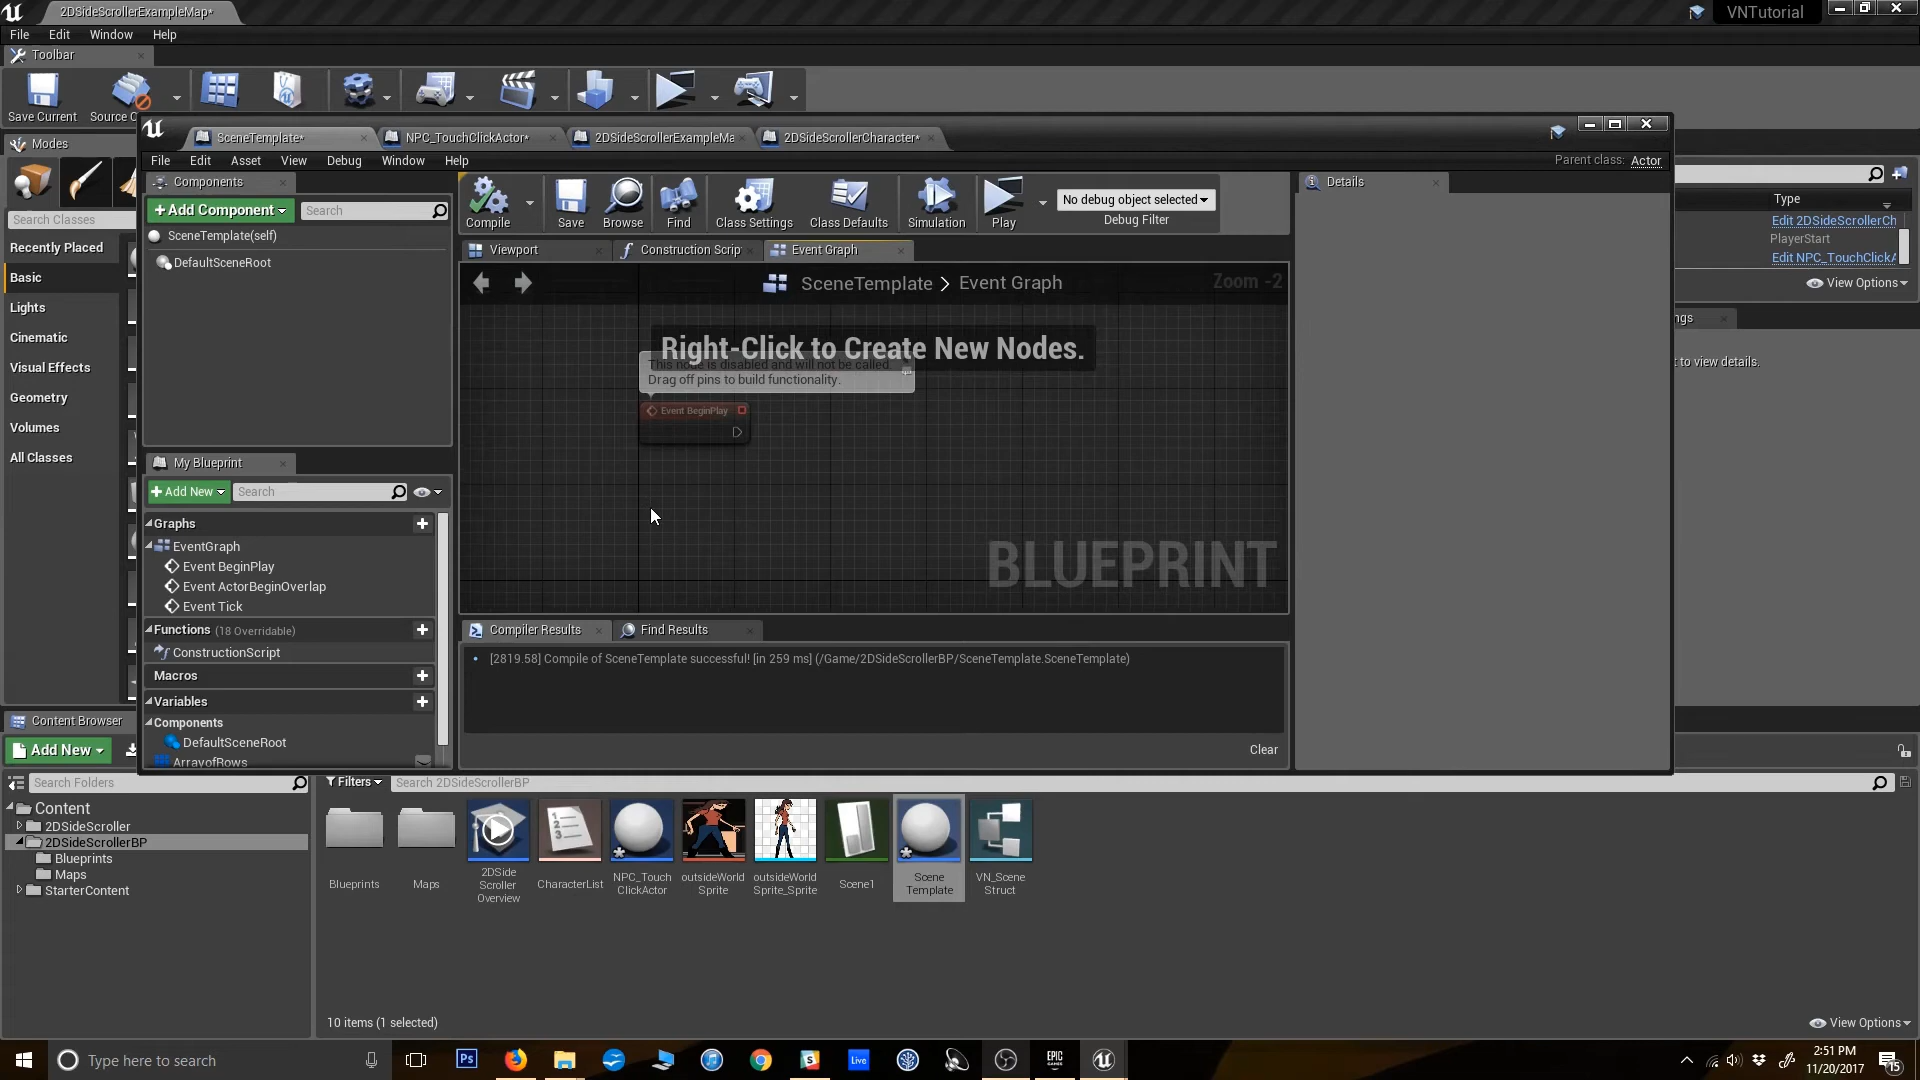 2DSideScrollerExampleMap*
VNTutorial
File Edit Window Help
Toolbar
Save Current
Source C
SceneTemplate*
NPC_TouchClickActor*
2DSideScrollerExampleMa
2DSideScrollerCharacter*
Modes
File Edit Asset View Debug Window Help
Parent class: Actor
Components
Details
+Add Component
Search
Search Classes
Compile
Save
Browse
Find
Class Settings
Class Defaults
Simulation
Play
No debug object selected
Debug Filter
Type
Edit 2DSideScrollerCh
PlayerStart
Edit NPC_TouchClickA
View Options
SceneTemplate(self)
DefaultSceneRoot
Recently Placed
Basic
Lights
Cinematic
Visual Effects
Geometry
Volumes
All Classes
Viewport
Construction Scrip
Event Graph
SceneTemplate > Event Graph
Zoom -2
ngs
t to view details.
Right-Click to Create New Nodes.
This node is disabled and will not be called.
Drag off pins to build functionality.
Event BeginPlay
BLUEPRINT
My Blueprint
+Add New
Search
Graphs
EventGraph
Event BeginPlay
Event ActorBeginOverlap
Event Tick
Functions (18 Overridable)
ConstructionScript
Macros
Variables
Components
DefaultSceneRoot
ArrayofRows
Compiler Results
Find Results
[2819.58] Compile of SceneTemplate successful! [in 259 ms] (/Game/2DSideScrollerBP/SceneTemplate.SceneTemplate)
Clear
Content Browser
Add New
Search Folders
Filters
Search 2DSideScrollerBP
Content
2DSideScroller
2DSideScrollerBP
Blueprints
Maps
StarterContent
Blueprints
Maps
2DSide
Scroller
Overview
CharacterList
NPC_Touch
ClickActor
outsideWorld
Sprite
outsideWorld
Sprite_Sprite
Scene1
Scene
Template
VN_Scene
Struct
10 items (1 selected)
View Options
Type here to search
Ps
Live
EPIC
GAMES
2:51 PM
11/20/2017
15